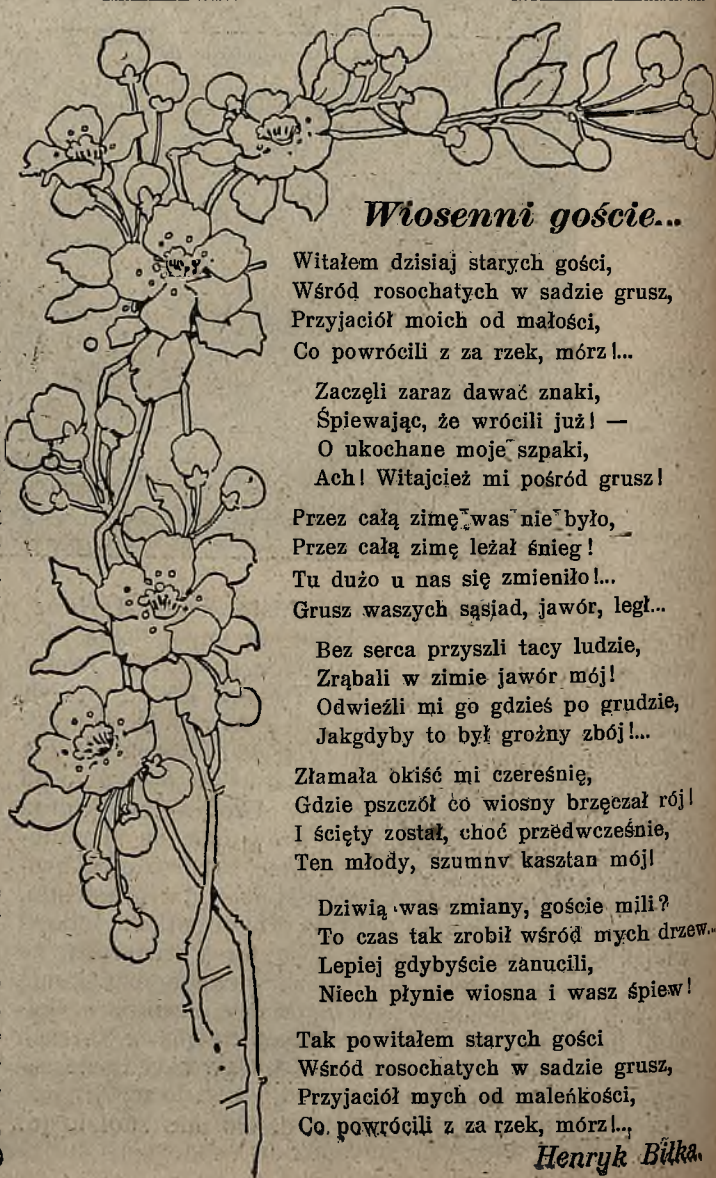 Wiosenni goście...
Witałem dzisiaj starych gości,
Wśród rosochatych w sadzie grusz,
Przyjaciół moich od małości,
Co powrócili z za rzek, mórz!...
Zaczęli zaraz dawać znaki,
Śpiewając, że wrócili już! —
O ukochane moje szpaki,
Ach! Witajcież mi pośród grusz!
Przez całą zimę was nie było,
Przez całą zimę leżał śnieg!
Tu dużo u nas się zmieniło!...
Grusz waszych sąsiad, jawór, legł...
Bez serca przyszli tacy ludzie,
Zrąbali w zimie jawór mój!
Odwieźli mi go gdzieś po grudzie,
Jakgdyby to był grożny zbój!...
Złamała okiść mi czereśnię,
Gdzie pszczół co wiosny brzęczał rój!
I ścięty został, choć przedwcześnie,
Ten młody, szumny kasztan mój!
Dziwią was zmiany, goście mili?
To czas tak zrobił wśród mych drzew...
Lepiej gdybyście zanucili,
Niech płynie wiosna i wasz śpiew!
Tak powitałem starych gości
Wśród rosochatych w sadzie grusz,
Przyjaciół mych od maleńkości,
Co powrócili z za rzek, mórz!...
Henryk Biłka.